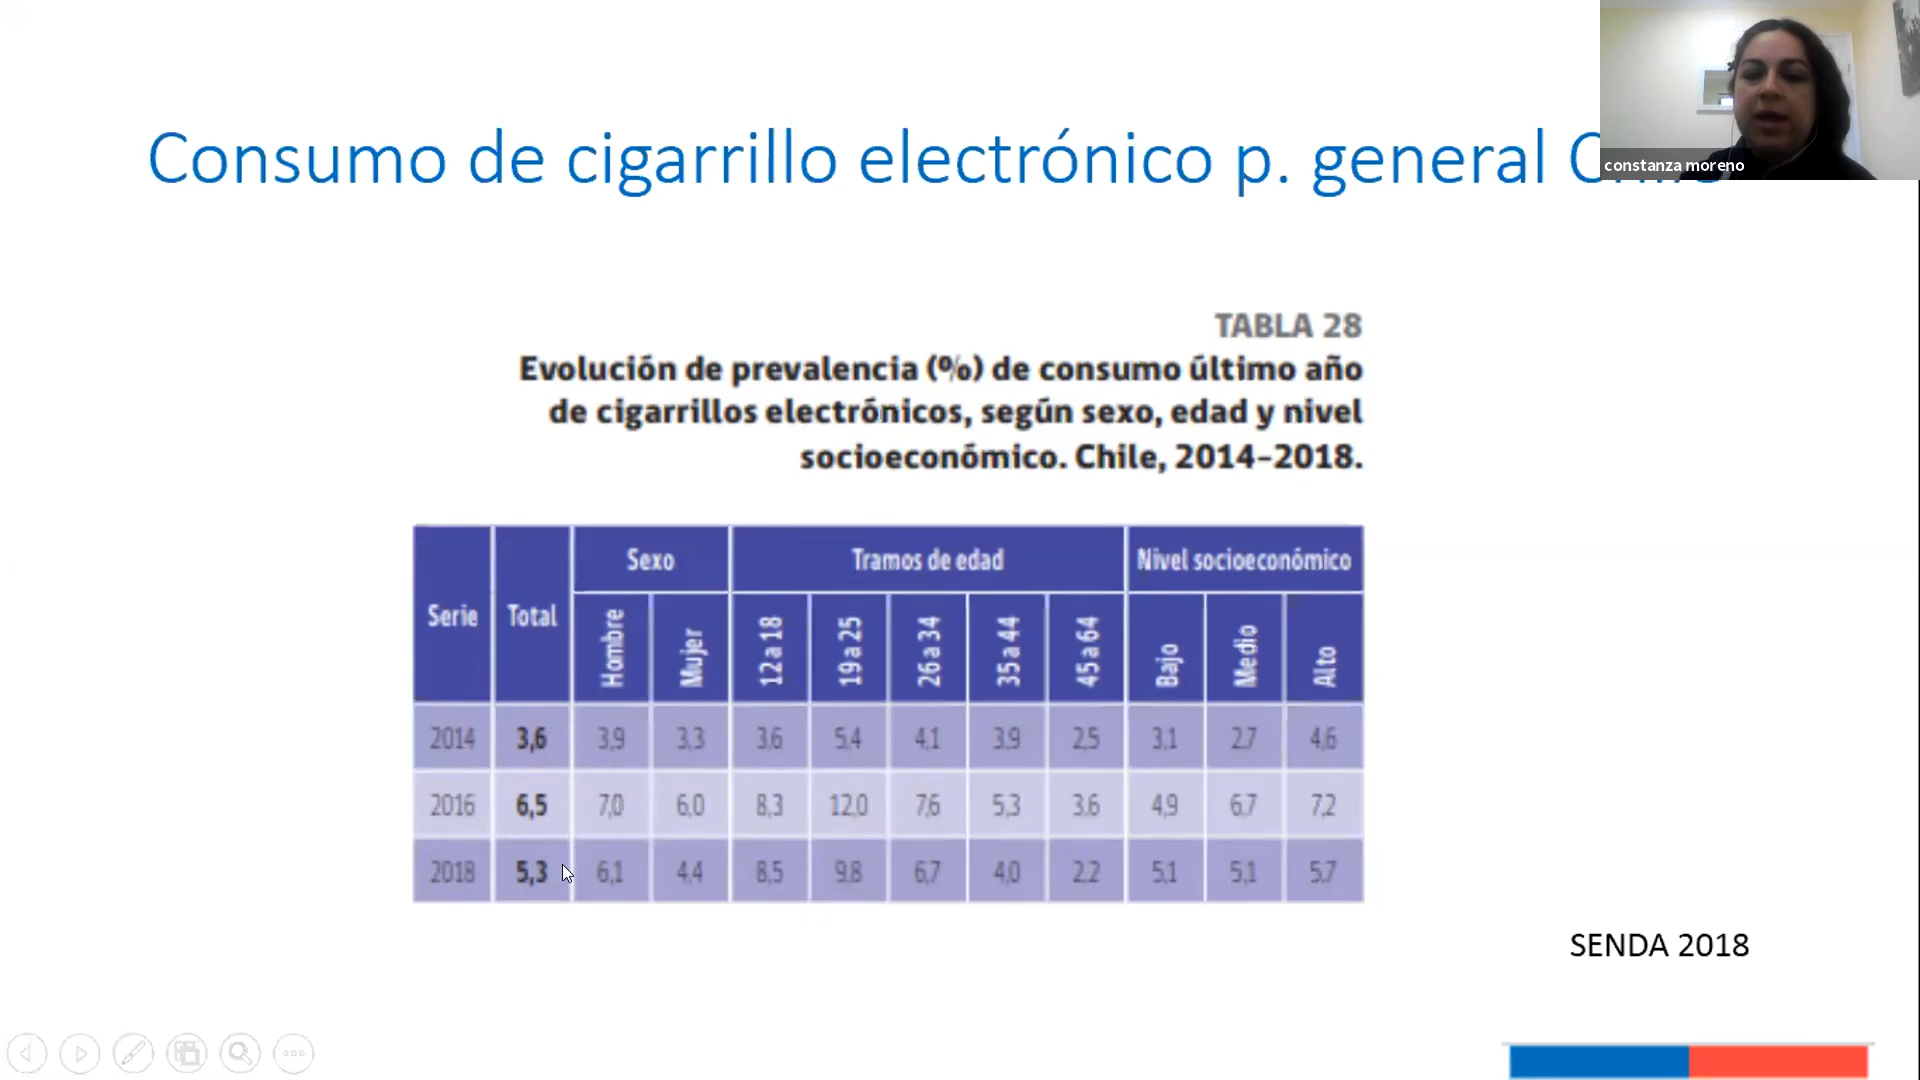 Consumo de cigarrillo electrónico p. general
constanza moreno
TABLA 28
Evolución de prevalencia (%) de consumo último año
de cigarrillos electrónicos, según sexo, edad y nivel
socioeconómico. Chile, 2014-2018.
Serie Total Sexo Tramos de edad Nivel socioeconómico
Hombre Mujer 12 a 18 19 a 25 26 a 34 35 a 44 45 a 64 Bajo Medio Alto
2014 3,6 3,9 3,3 3,6 5,4 4,1 3,9 2,5 3,1 2,7 4,6
2016 6,5 7,0 6,0 8,3 12,0 7,6 5,3 3,6 4,9 6,7 7,2
2018 5,3 6,1 4,4 8,5 9,8 6,7 4,0 2,2 5,1 5,1 5,7
SENDA 2018